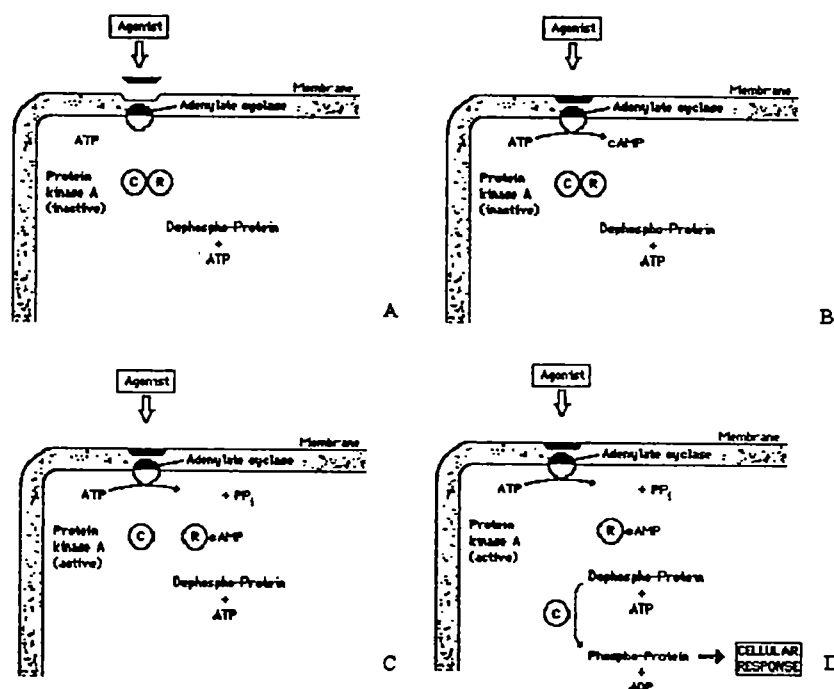 Agonist
Membrane
Adenylate cyclase
ATP
Protein
kinase A
(inactive)
C R
Dephospho-Protein
+
ATP
A
Agonist
Membrane
Adenylate cyclase
ATP cAMP
Protein
kinase A
(inactive)
C R
Dephospho-Protein
+
ATP
B
Agonist
Membrane
Adenylate cyclase
ATP + PPi
Protein
kinase A
(active)
C R cAMP
Dephospho-Protein
+
ATP
C
Agonist
Membrane
Adenylate cyclase
ATP + PPi
Protein
kinase A
(active)
R cAMP
Dephospho-Protein
+
ATP
C
Phospho-Protein
+
ADP
CELLULAR
RESPONSE
D